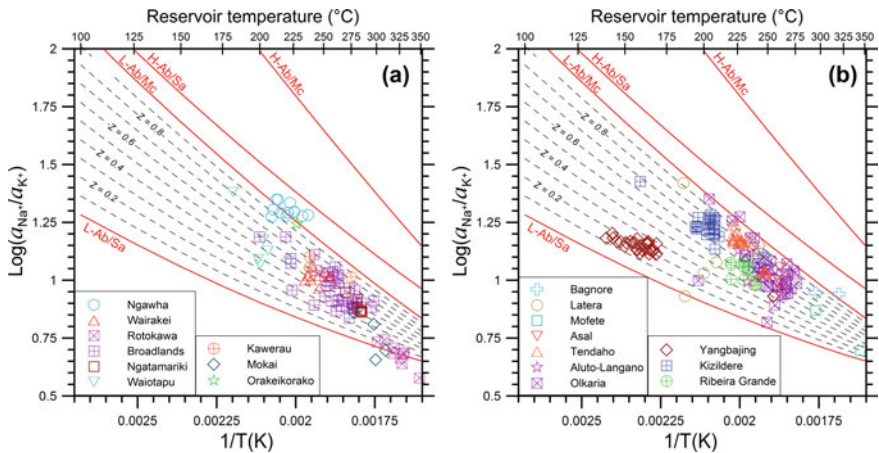 Reservoir temperature (°C)
100 125 150 175 200 225 250 275 300 325 350
2
1.75
1.5
1.25
1
0.75
0.5
Log(aNa+/aK+)
L-Ab/Mc
H-Ab/Sa
H-Ab/Mc
(a)
Z = 0.8
Z = 0.6
Z = 0.4
Z = 0.2
L-Ab/Sa
Ngawha
Wairakei
Rotokawa
Broadlands
Ngatamariki
Waiotapu
Kawerau
Mokai
Orakeikorako
0.0025 0.00225 0.002 0.00175
1/T(K)
Reservoir temperature (°C)
100 125 150 175 200 225 250 275 300 325 350
2
1.75
1.5
1.25
1
0.75
0.5
Log(aNa+/aK+)
L-Ab/Mc
H-Ab/Sa
H-Ab/Mc
(b)
Z = 0.8
Z = 0.6
Z = 0.4
Z = 0.2
L-Ab/Sa
Bagnore
Latera
Mofete
Asal
Tendaho
Aluto-Langano
Olkaria
Yangbajing
Kizildere
Ribeira Grande
0.0025 0.00225 0.002 0.00175
1/T(K)